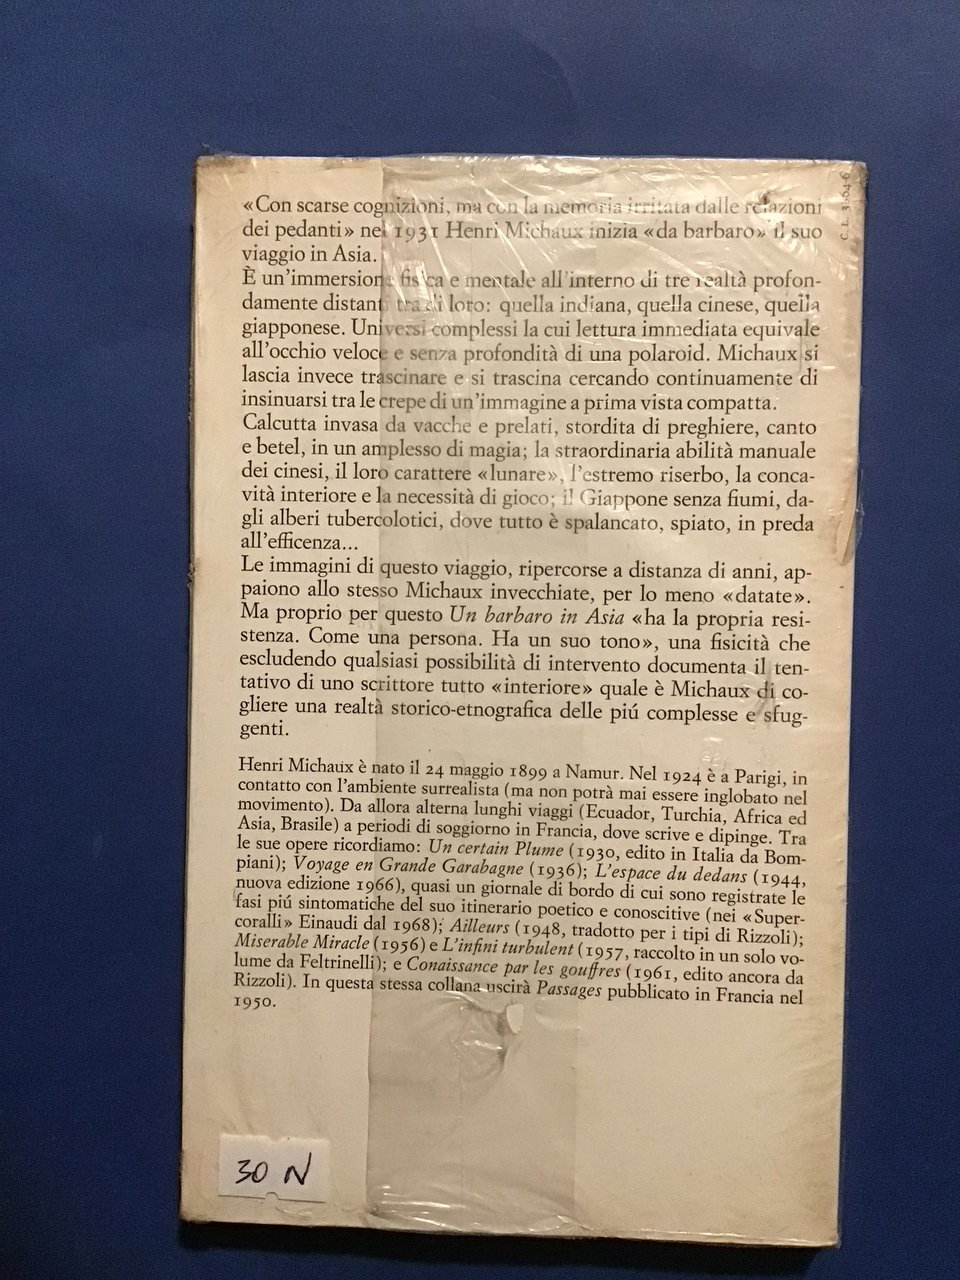 «Con scarse cognizioni, ma con la memoria irritata dalle relazioni
dei pedanti» nel 1931 Henri Michaux inizia «da barbaro» il suo
viaggio in Asia.
È un'immersione fisica e mentale all'interno di tre realtà profon-
damente distanti tra di loro: quella indiana, quella cinese, quella
giapponese. Universi complessi la cui lettura immediata equivale
all'occhio veloce e senza profondità di una polaroid. Michaux si
lascia invece trascinare e si trascina cercando continuamente di
insinuarsi tra le crepe di un'immagine a prima vista compatta.
Calcutta invasa da vacche e prelati, stordita di preghiere, canto
e betel, in un amplesso di magia; la straordinaria abilità manuale
dei cinesi, il loro carattere «lunare», l'estremo riserbo, la conca-
vità interiore e la necessità di gioco; il Giappone senza fiumi, da-
gli alberi tubercolotici, dove tutto è spalancato, spiato, in preda
all'efficenza...
Le immagini di questo viaggio, ripercorse a distanza di anni, ap-
paiono allo stesso Michaux invecchiate, per lo meno «datate».
Ma proprio per questo Un barbaro in Asia «ha la propria resi-
stenza. Come una persona. Ha un suo tono», una fisicità che
escludendo qualsiasi possibilità di intervento documenta il ten-
tativo di uno scrittore tutto «interiore» quale è Michaux di co-
gliere una realtà storico-etnografica delle piú complesse e sfug-
genti.
Henri Michaux è nato il 24 maggio 1899 a Namur. Nel 1924 è a Parigi, in
contatto con l'ambiente surrealista (ma non potrà mai essere inglobato nel
movimento). Da allora alterna lunghi viaggi (Ecuador, Turchia, Africa ed
Asia, Brasile) a periodi di soggiorno in Francia, dove scrive e dipinge. Tra
le sue opere ricordiamo: Un certain Plume (1930, edito in Italia da Bom-
piani); Voyage en Grande Garabagne (1936); L'espace du dedans (1944,
nuova edizione 1966), quasi un giornale di bordo di cui sono registrate le
fasi piú sintomatiche del suo itinerario poetico e conoscitive (nei «Super-
coralli» Einaudi dal 1968); Ailleurs (1948, tradotto per i tipi di Rizzoli);
Miserable Miracle (1956) e L'infini turbulent (1957, raccolto in un solo vo-
lume da Feltrinelli); e Conaissance par les gouffres (1961, edito ancora da
Rizzoli). In questa stessa collana uscirà Passages pubblicato in Francia nel
1950.
30 N